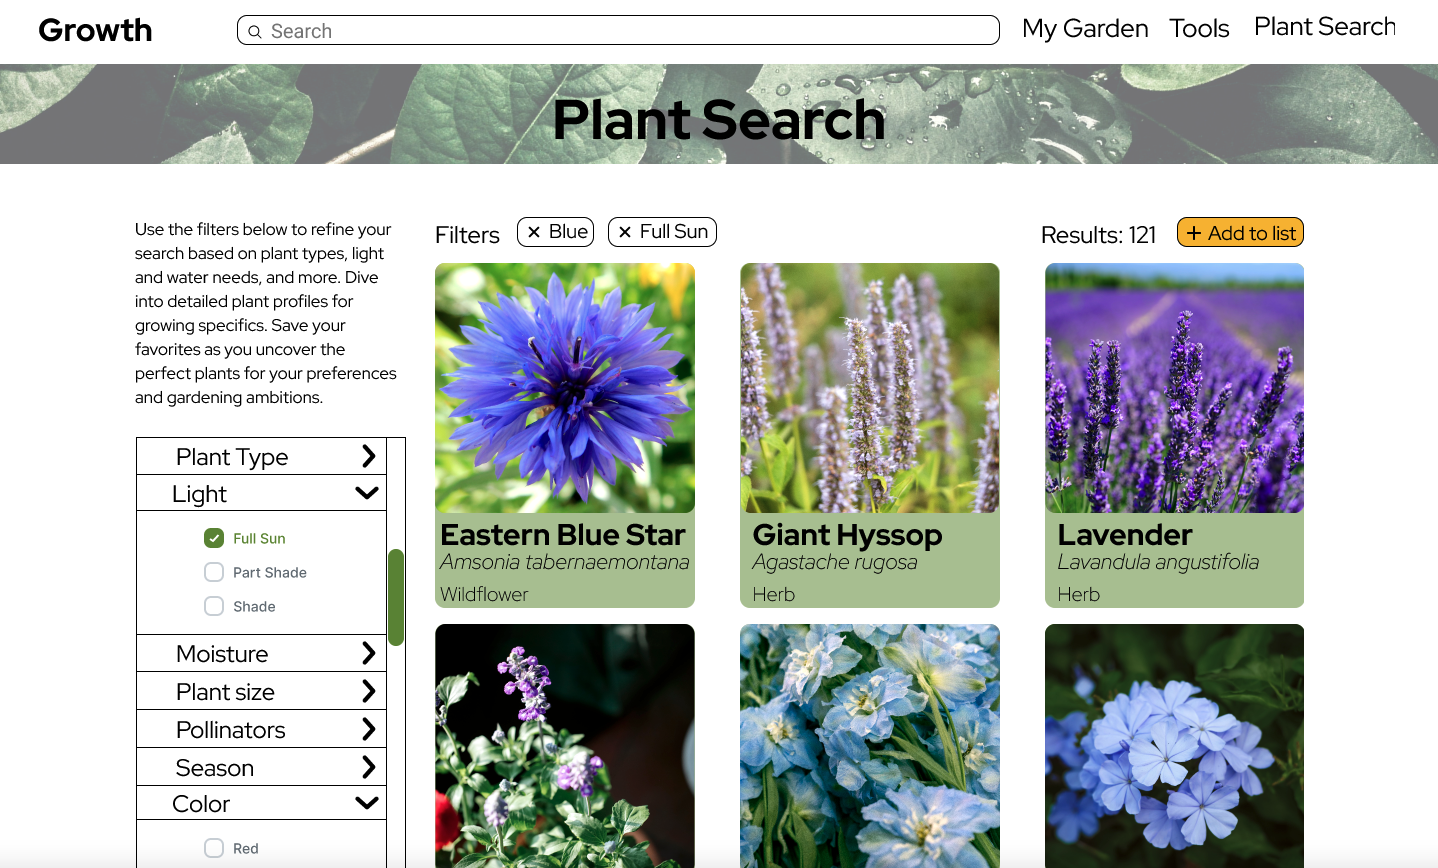 Growth
Search
My Garden
Tools
Plant Search
Plant Search
Use the filters below to refine your
search based on plant types, light
and water needs, and more. Dive
into detailed plant profiles for
growing specifics. Save your
favorites as you uncover the
perfect plants for your preferences
and gardening ambitions.
Filters
× Blue
× Full Sun
Results: 121
+ Add to list
Plant Type
Light
Full Sun
Part Shade
Shade
Moisture
Plant size
Pollinators
Season
Color
Red
Eastern Blue Star
Amsonia tabernaemontana
Wildflower
Giant Hyssop
Agastache rugosa
Herb
Lavender
Lavandula angustifolia
Herb